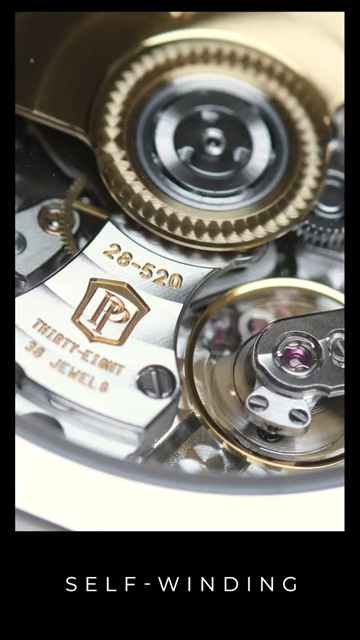 28-520
PP
THIRTY-EIGHT
38 JEWELS
SELF-WINDING